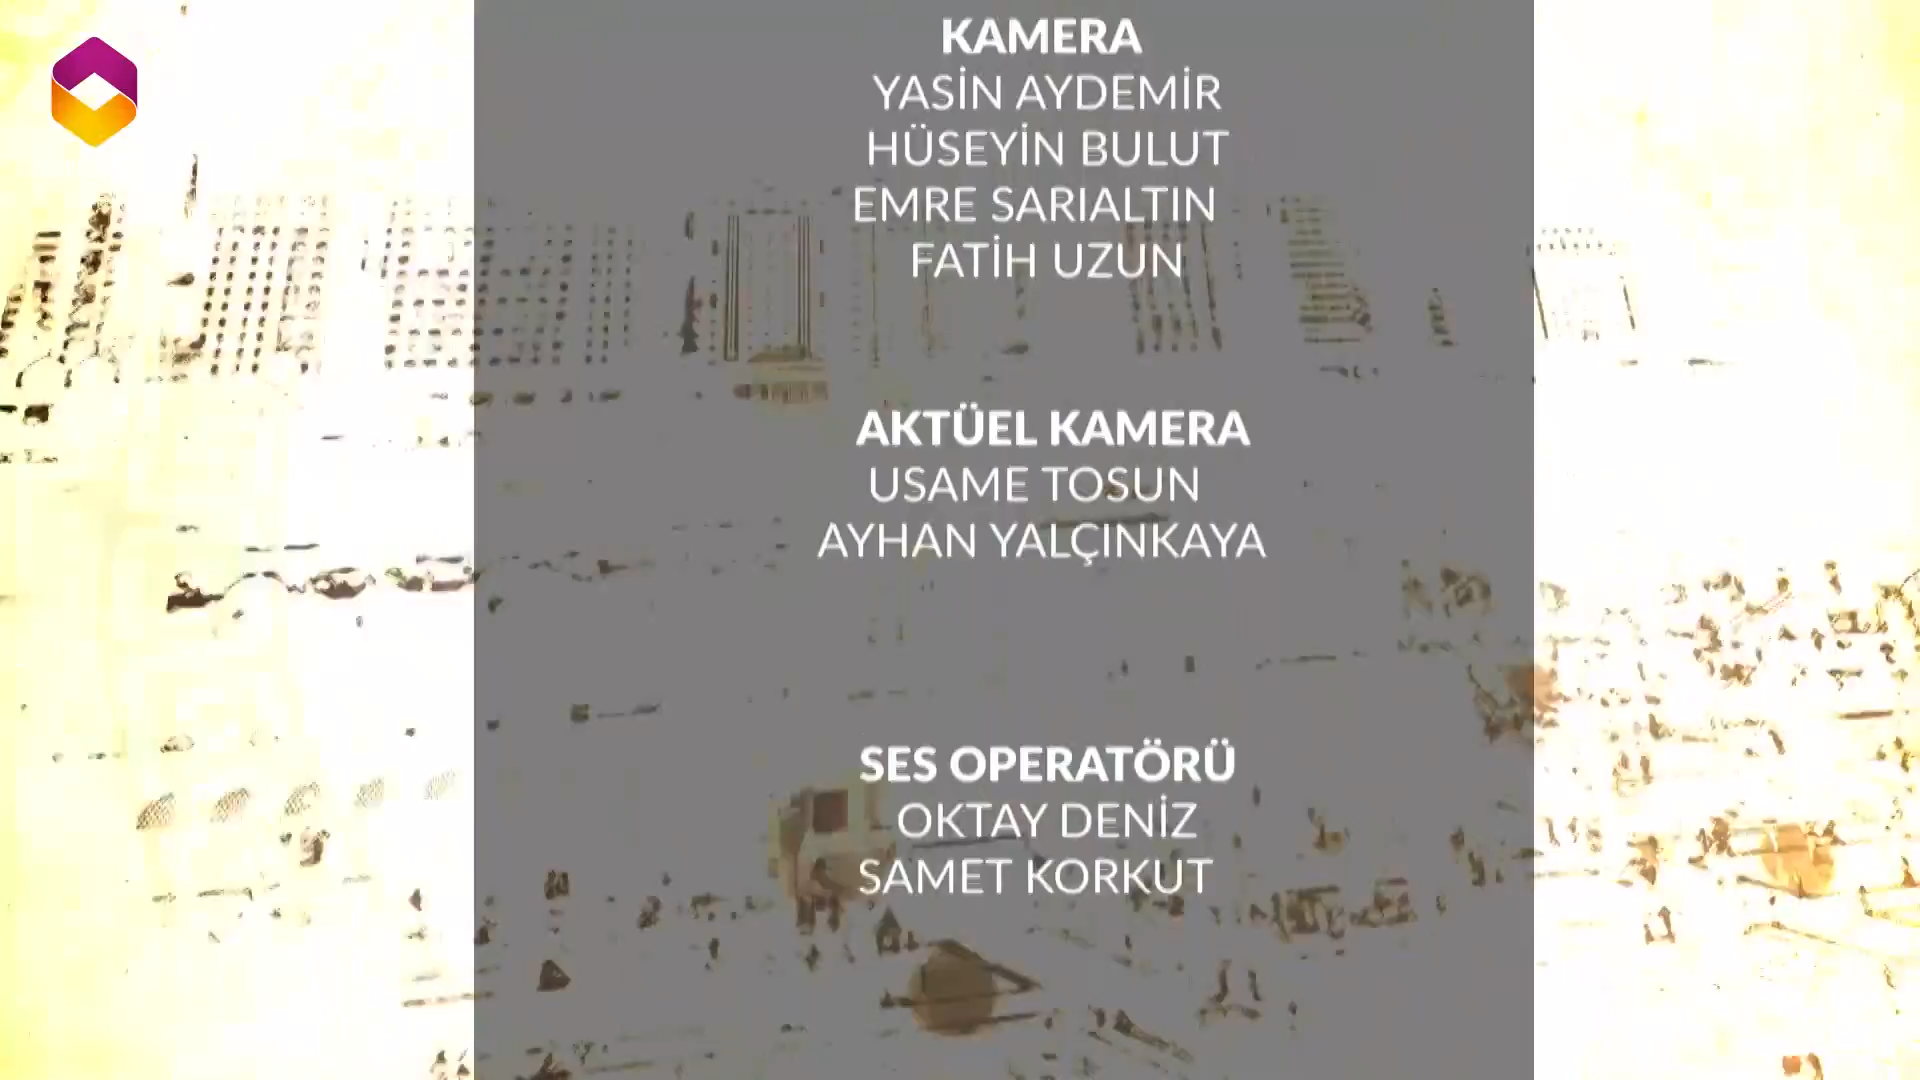 KAMERA
YASİN AYDEMİR
HÜSEYİN BULUT
EMRE SARIALTIN
FATİH UZUN
AKTÜEL KAMERA
USAME TOSUN
AYHAN YALÇINKAYA
SES OPERATÖRÜ
OKTAY DENİZ
SAMET KORKUT